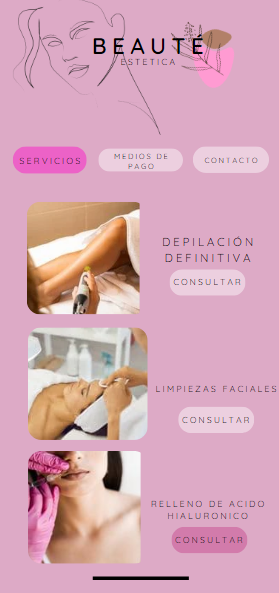 BEAUTÉ
ESTETICA
SERVICIOS
MEDIOS DE
PAGO
CONTACTO
DEPILACIÓN
DEFINITIVA
CONSULTAR
LIMPIEZAS FACIALES
CONSULTAR
RELLENO DE ACIDO
HIALURONICO
CONSULTAR